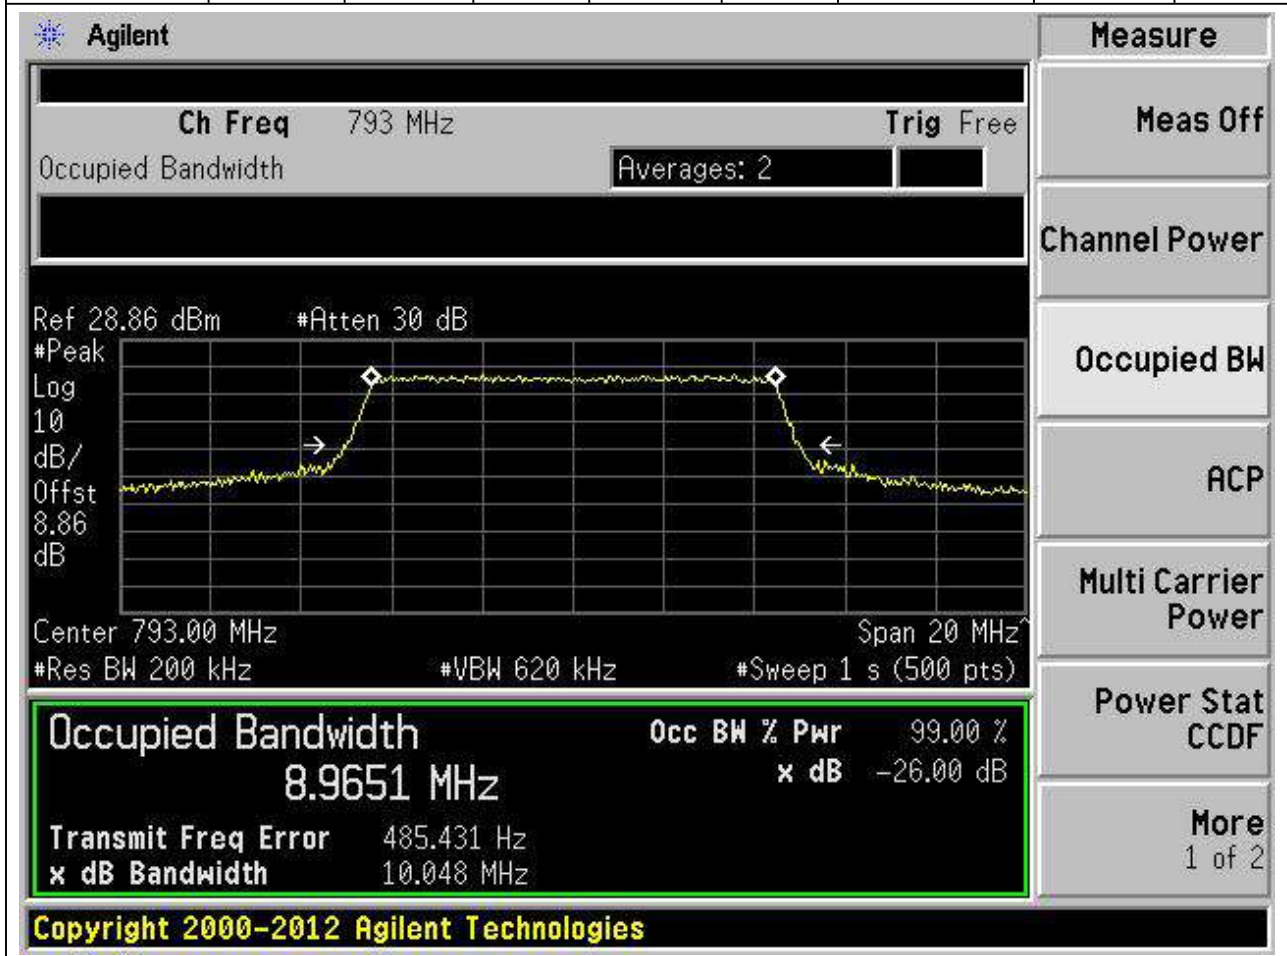 Agilent
Measure
Ch Freq 793 MHz Trig Free
Meas Off
Occupied Bandwidth Averages: 2
Channel Power
Ref 28.86 dBm #Atten 30 dB
#Peak
Log
10
dB/
Offst
8.86
dB
Occupied BW
ACP
Center 793.00 MHz Span 20 MHz^
#Res BW 200 kHz #VBW 620 kHz #Sweep 1 s (500 pts)
Multi Carrier
Power
Occupied Bandwidth
8.9651 MHz
Occ BW % Pwr 99.00 %
x dB -26.00 dB
Transmit Freq Error 485.431 Hz
x dB Bandwidth 10.048 MHz
Power Stat
CCDF
More
1 of 2
Copyright 2000-2012 Agilent Technologies